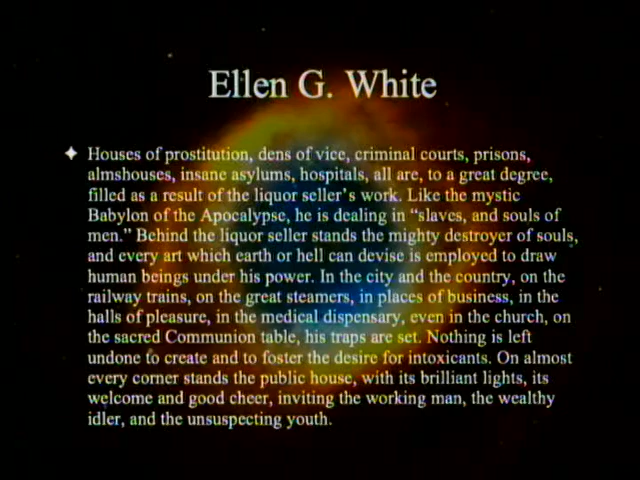 Ellen G. White
Houses of prostitution, dens of vice, criminal courts, prisons,
almshouses, insane asylums, hospitals, all are, to a great degree,
filled as a result of the liquor seller's work. Like the mystic
Babylon of the Apocalypse, he is dealing in “slaves, and souls of
men.” Behind the liquor seller stands the mighty destroyer of souls,
and every art which earth or hell can devise is employed to draw
human beings under his power. In the city and the country, on the
railway trains, on the great steamers, in places of business, in the
halls of pleasure, in the medical dispensary, even in the church, on
the sacred Communion table, his traps are set. Nothing is left
undone to create and to foster the desire for intoxicants. On almost
every corner stands the public house, with its brilliant lights, its
welcome and good cheer, inviting the working man, the wealthy
idler, and the unsuspecting youth.